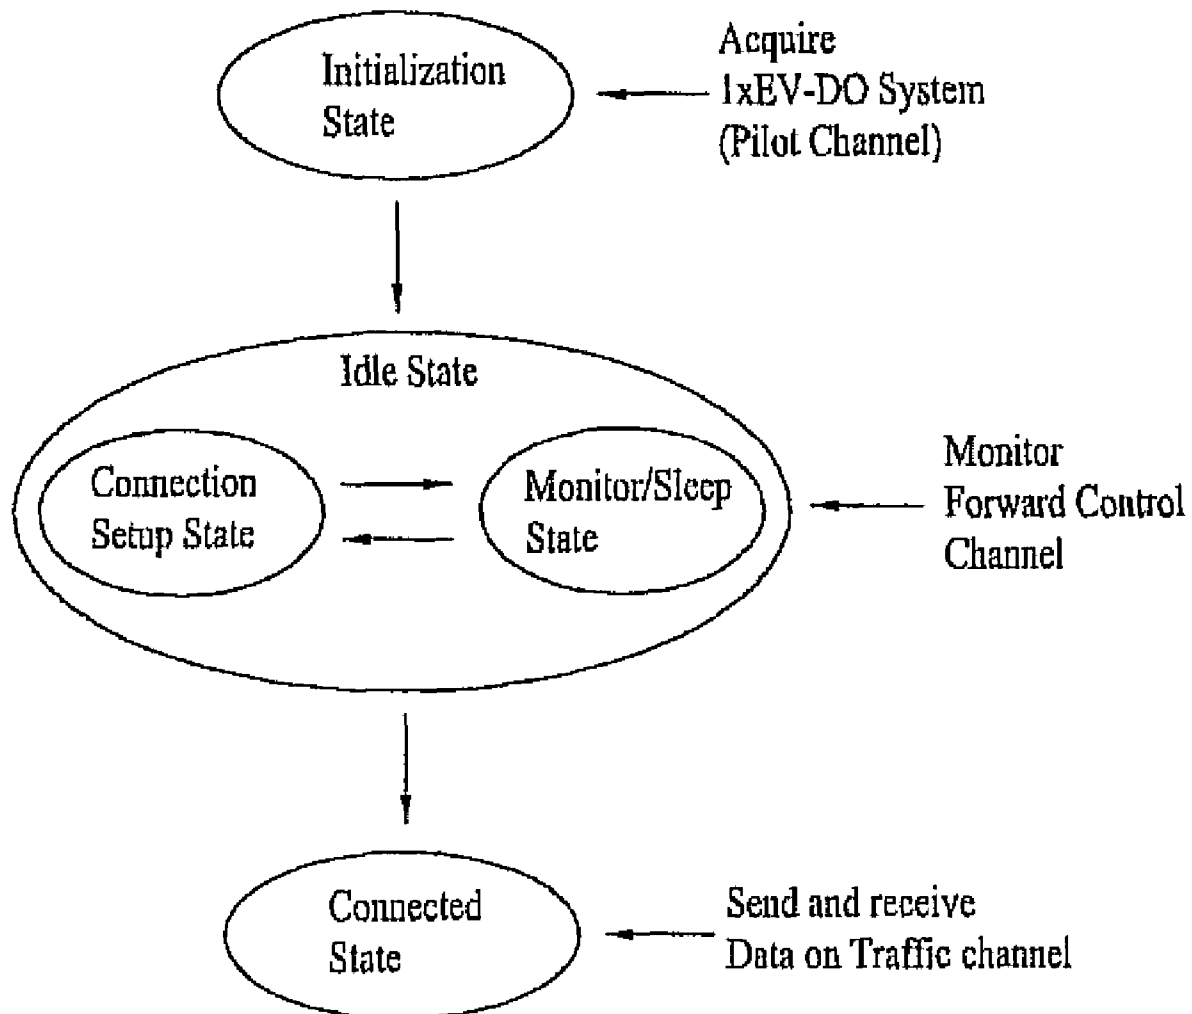 Initialization
State
Acquire
1xEV-DO System
(Pilot Channel)
Idle State
Connection
Setup State
Monitor/Sleep
State
Monitor
Forward Control
Channel
Connected
State
Send and receive
Data on Traffic channel